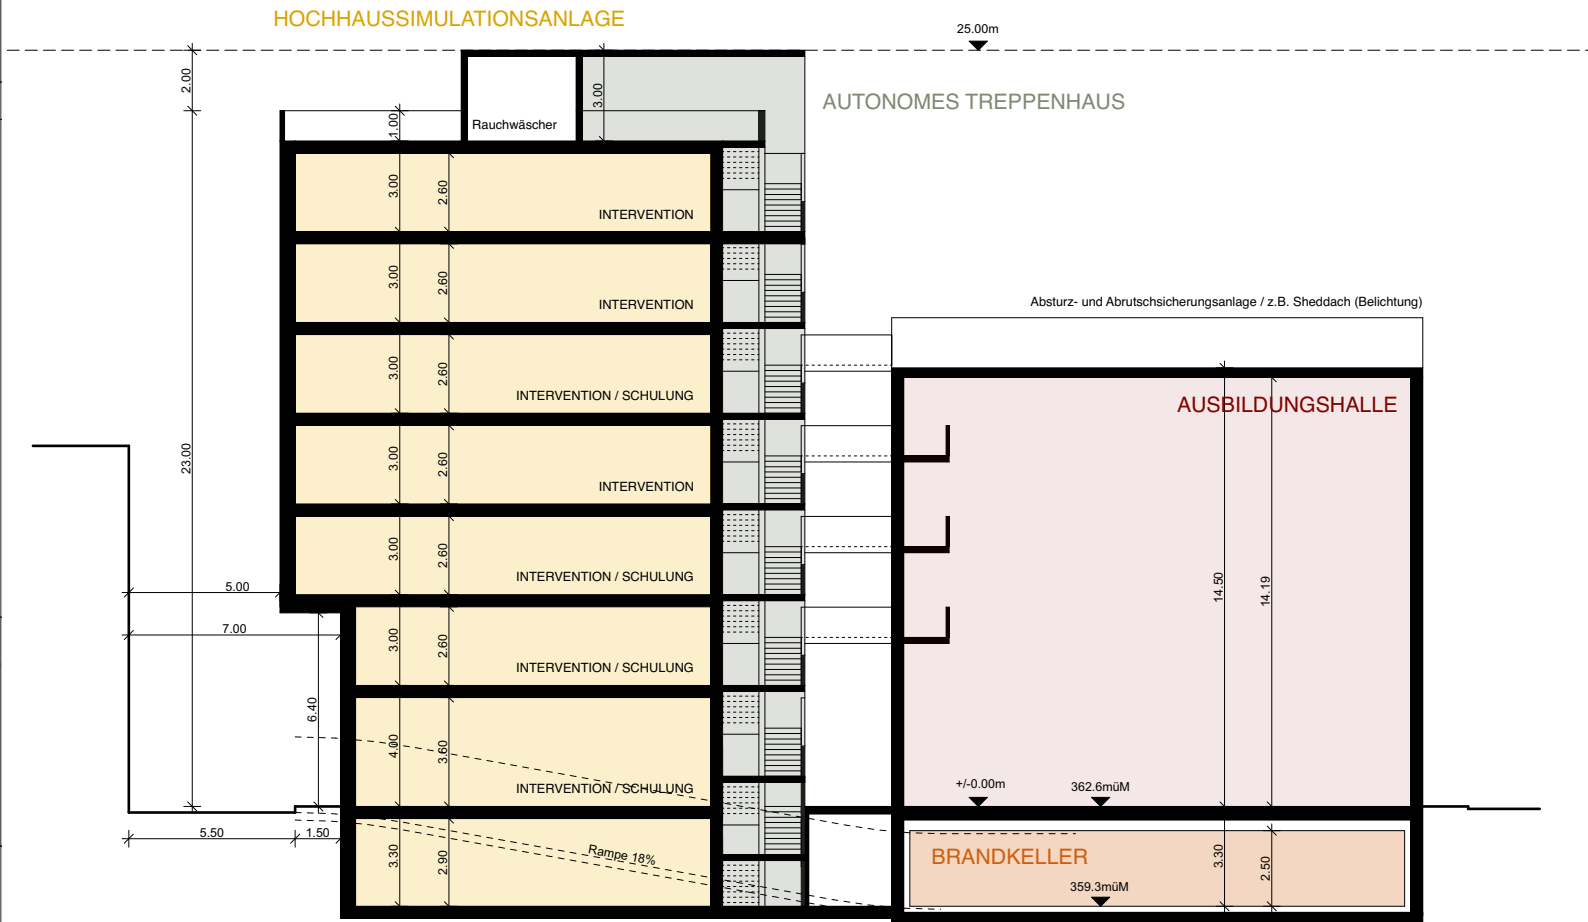 HOCHHAUSSIMULATIONSANLAGE
25.00m
2.00
3.00
AUTONOMES TREPPENHAUS
1.00
Rauchwäscher
3.00
2.60
INTERVENTION
3.00
2.60
INTERVENTION
Absturz- und Abrutschsicherungsanlage / z.B. Sheddach (Belichtung)
3.00
2.60
INTERVENTION / SCHULUNG
AUSBILDUNGSHALLE
23.00
3.00
2.60
INTERVENTION
3.00
2.60
INTERVENTION / SCHULUNG
14.50
14.19
5.00
7.00
3.00
2.60
INTERVENTION / SCHULUNG
6.40
4.00
3.60
INTERVENTION / SCHULUNG
+/-0.00m
362.6müM
5.50
1.50
3.30
2.90
Rampe 18%
BRANDKELLER
3.30
2.50
359.3müM